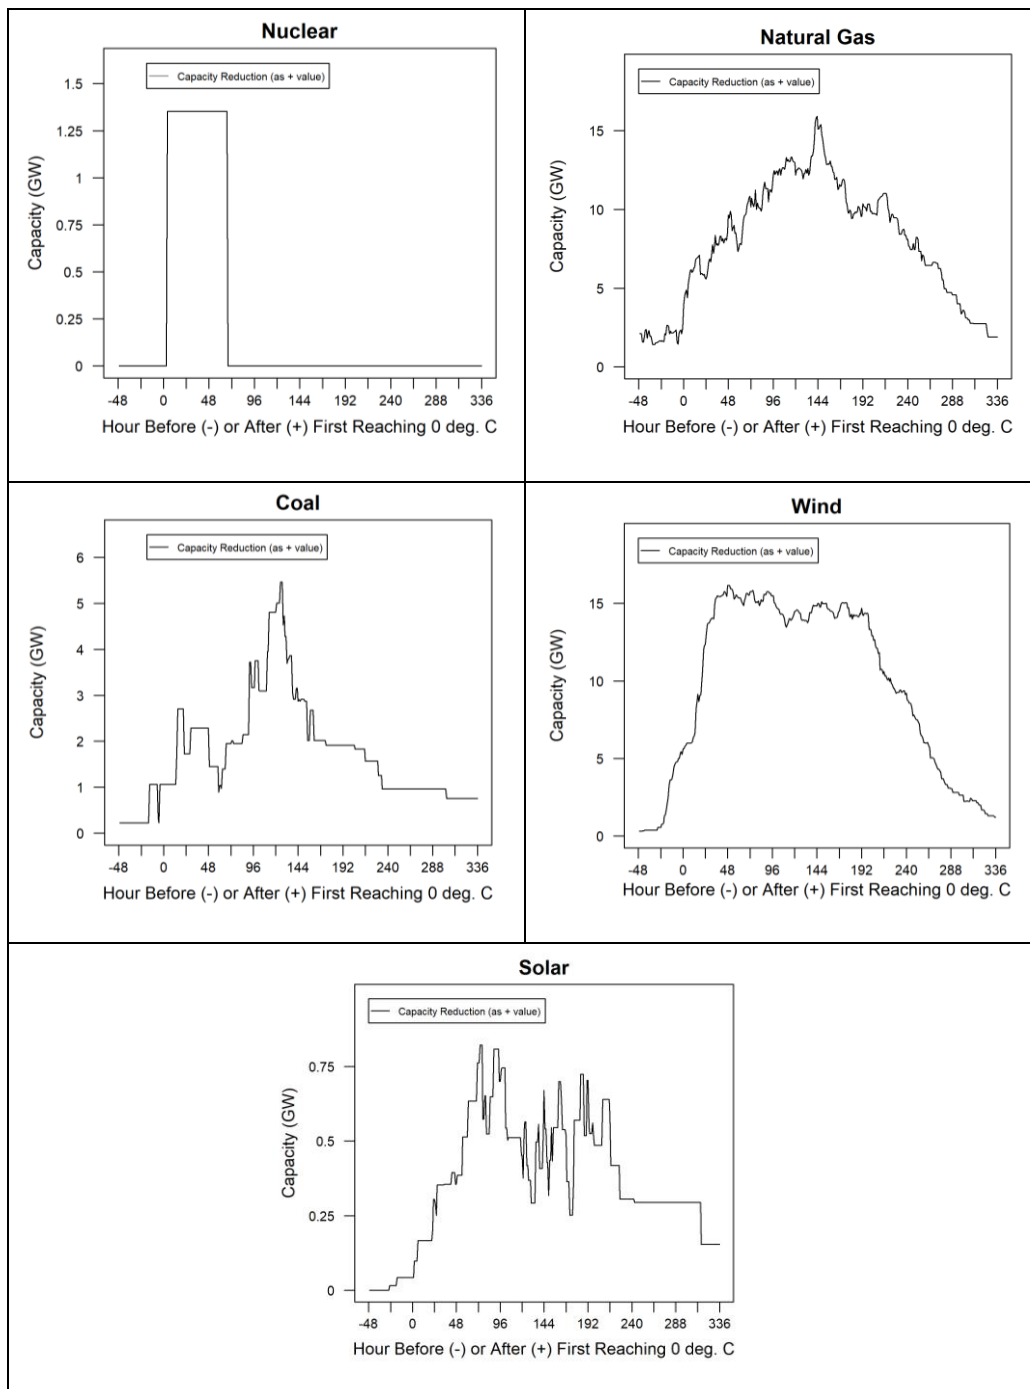 Nuclear
Capacity Reduction (as + value)
Capacity (GW)
1.5
1.25
1
0.75
0.5
0.25
0
-48 0 48 96 144 192 240 288 336
Hour Before (-) or After (+) First Reaching 0 deg. C
Natural Gas
Capacity Reduction (as + value)
Capacity (GW)
15
10
5
0
-48 0 48 96 144 192 240 288 336
Hour Before (-) or After (+) First Reaching 0 deg. C
Coal
Capacity Reduction (as + value)
Capacity (GW)
6
5
4
3
2
1
0
-48 0 48 96 144 192 240 288 336
Hour Before (-) or After (+) First Reaching 0 deg. C
Wind
Capacity Reduction (as + value)
Capacity (GW)
15
10
5
0
-48 0 48 96 144 192 240 288 336
Hour Before (-) or After (+) First Reaching 0 deg. C
Solar
Capacity Reduction (as + value)
Capacity (GW)
0.75
0.5
0.25
0
-48 0 48 96 144 192 240 288 336
Hour Before (-) or After (+) First Reaching 0 deg. C